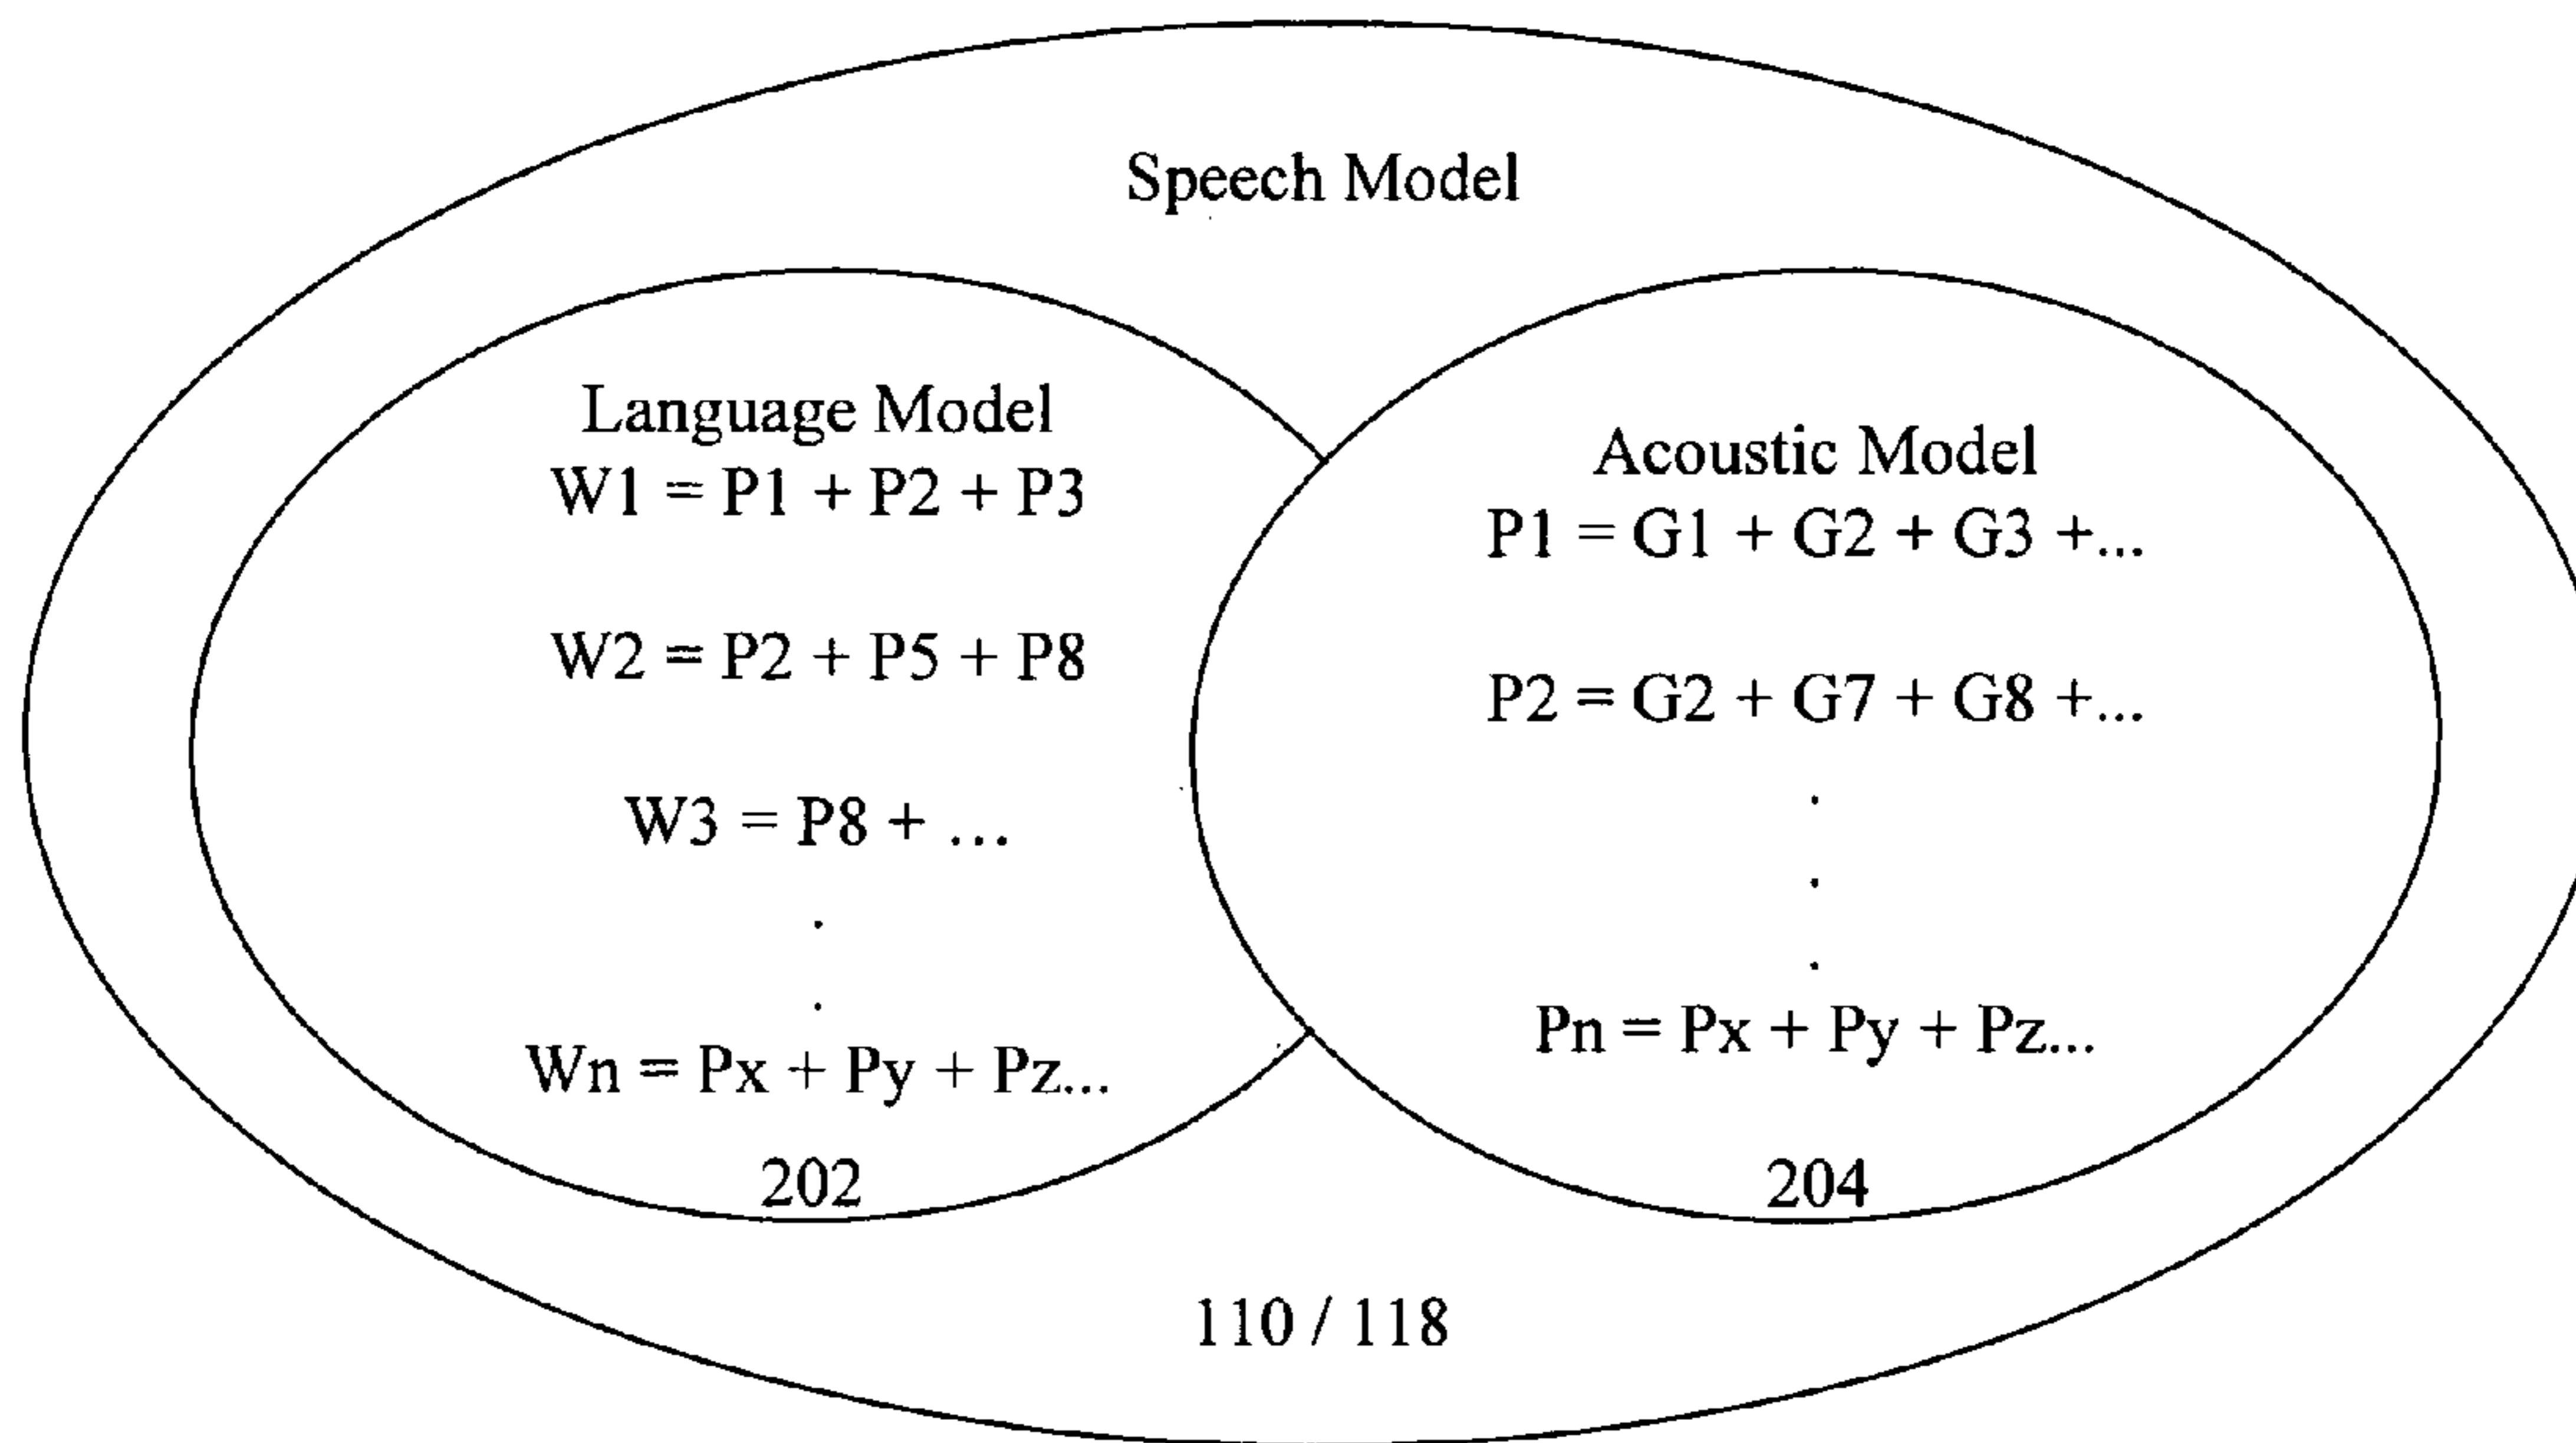 Speech Model
Language Model
W1 = P1 + P2 + P3
W2 = P2 + P5 + P8
W3 = P8 + ...
.
.
Wn = Px + Py + Pz...
202
Acoustic Model
P1 = G1 + G2 + G3 +...
P2 = G2 + G7 + G8 +...
.
.
.
Pn = Px + Py + Pz...
204
110 / 118